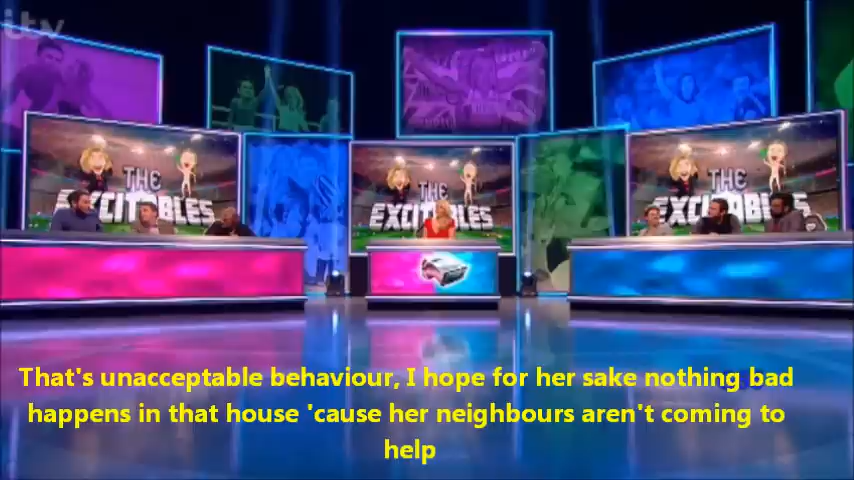 itv
THE
EXCITABLES
THE
EXCITABLES
THE
EXCITABLES
That's unacceptable behaviour, I hope for her sake nothing bad
happens in that house 'cause her neighbours aren't coming to
help